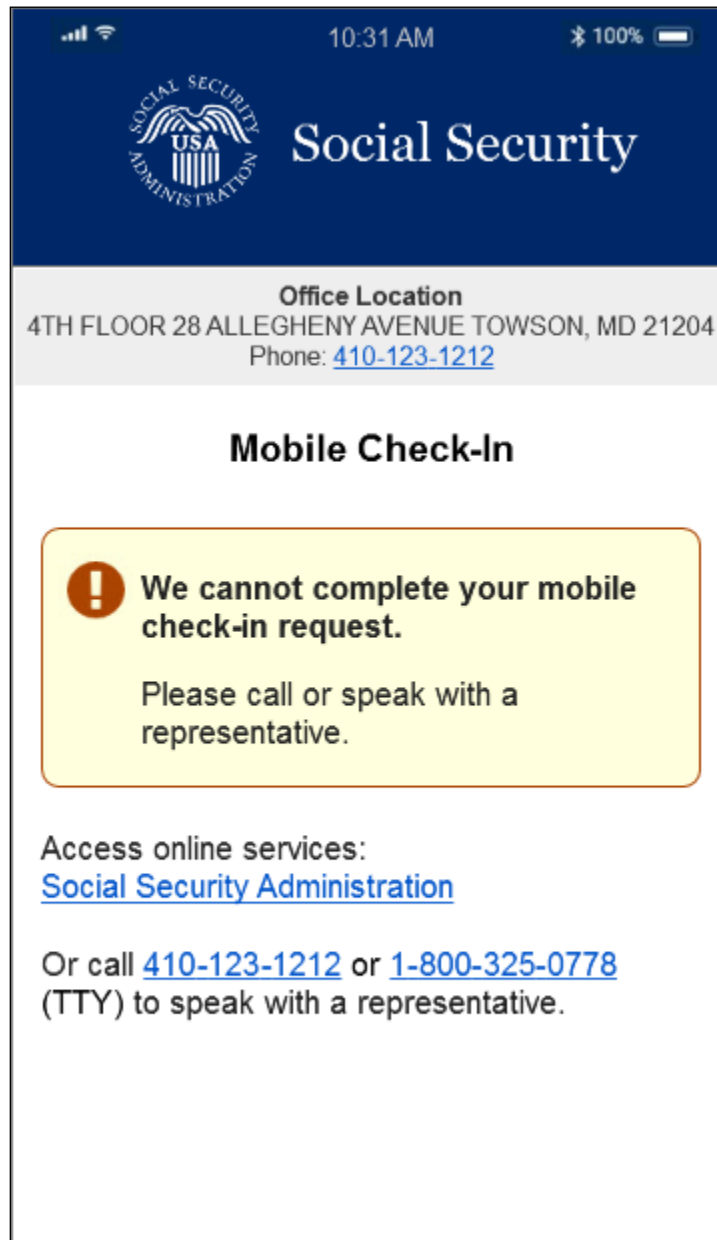 10:31 AM
100%
SOCIAL SECURITY ADMINISTRATION
USA
Social Security
Office Location
4TH FLOOR 28 ALLEGHENY AVENUE TOWSON, MD 21204
Phone: 410-123-1212
Mobile Check-In
We cannot complete your mobile
check-in request.
Please call or speak with a
representative.
Access online services:
Social Security Administration
Or call 410-123-1212 or 1-800-325-0778
(TTY) to speak with a representative.